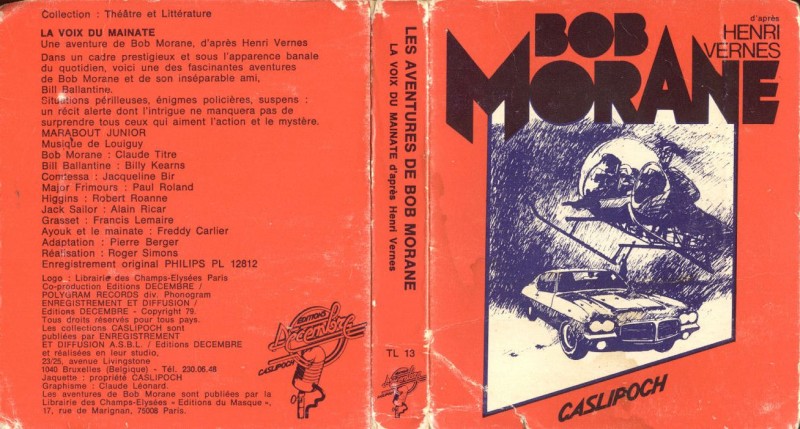 Collection : Théâtre et Littérature
LA VOIX DU MAINATE
Une aventure de Bob Morane, d'après Henri Vernes
Dans un cadre prestigieux et sous l'apparence banale
du quotidien, voici une des fascinantes aventures
de Bob Morane et de son inséparable ami,
Bill Ballantine.
Situations périlleuses, énigmes policières, suspens :
un récit alerte dont l'intrigue ne manquera pas de
surprendre tous ceux qui aiment l'action et le mystère.
MARABOUT JUNIOR
Musique de Louiguy
Bob Morane : Claude Titre
Bill Ballantine : Billy Kearns
Comtessa : Jacqueline Bir
Major Frimours : Paul Roland
Higgins : Robert Roanne
Jack Sailor : Alain Ricar
Grasset : Francis Lemaire
Ayouk et le mainate : Freddy Carlier
Adaptation : Pierre Berger
Réalisation : Roger Simons
Enregistrement original PHILIPS PL 12812
Logo : Librairie des Champs-Elysées Paris
Co-production Editions DECEMBRE /
POLYGRAM RECORDS div. Phonogram
ENREGISTREMENT ET DIFFUSION /
Editions DECEMBRE - Copyright 79.
Tous droits réservés pour tous pays.
Les collections CASLIPOCH sont
publiées par ENREGISTREMENT
ET DIFFUSION A.S.B.L. / Editions DECEMBRE
et réalisées en leur studio,
23/25, avenue Livingstone
1040 Bruxelles (Belgique) - Tél. 230.06.48
Jaquette : propriété CASLIPOCH
Graphisme : Claude Léonard.
Les aventures de Bob Morane sont publiées par la
Librairie des Champs-Elysées « Editions du Masque »,
17, rue de Marignan, 75008 Paris.
EDITIONS
Décembre
CASLIPOCH
LES AVENTURES DE BOB MORANE
LA VOIX DU MAINATE d'après Henri Vernes
TL 13
Décembre
d'après
HENRI
VERNES
BOB
MORANE
CASLIPOCH